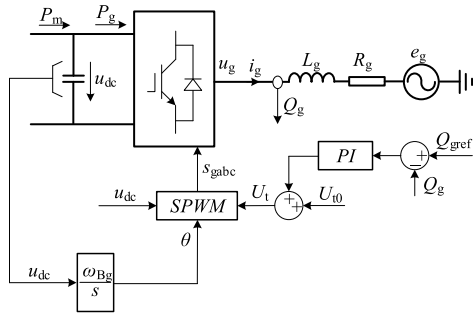 P_m P_g
u_dc
u_g i_g L_g R_g e_g
Q_g
s_gabc
PI Q_gref
−
u_dc SPWM U_t + + U_t0 Q_g
θ
u_dc ω_Bg / s